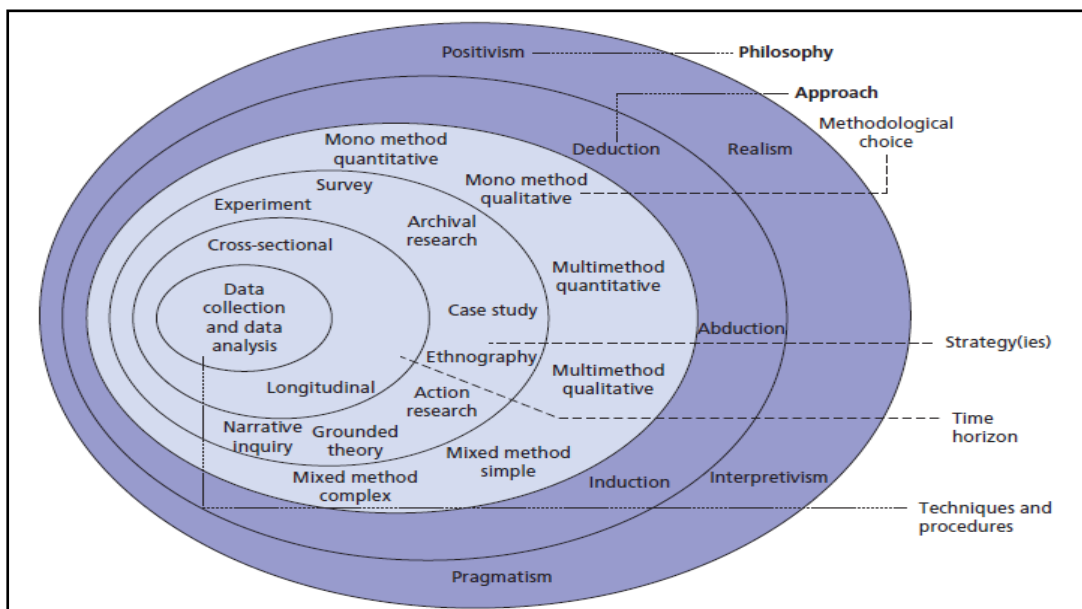 Positivism
Philosophy
Approach
Methodological
choice
Mono method
quantitative
Deduction
Realism
Survey
Mono method
qualitative
Experiment
Archival
research
Cross-sectional
Multimethod
quantitative
Data
collection
and data
analysis
Case study
Abduction
Strategy(ies)
Ethnography
Multimethod
qualitative
Longitudinal
Action
research
Time
horizon
Narrative
inquiry
Grounded
theory
Mixed method
simple
Mixed method
complex
Induction
Interpretivism
Techniques and
procedures
Pragmatism